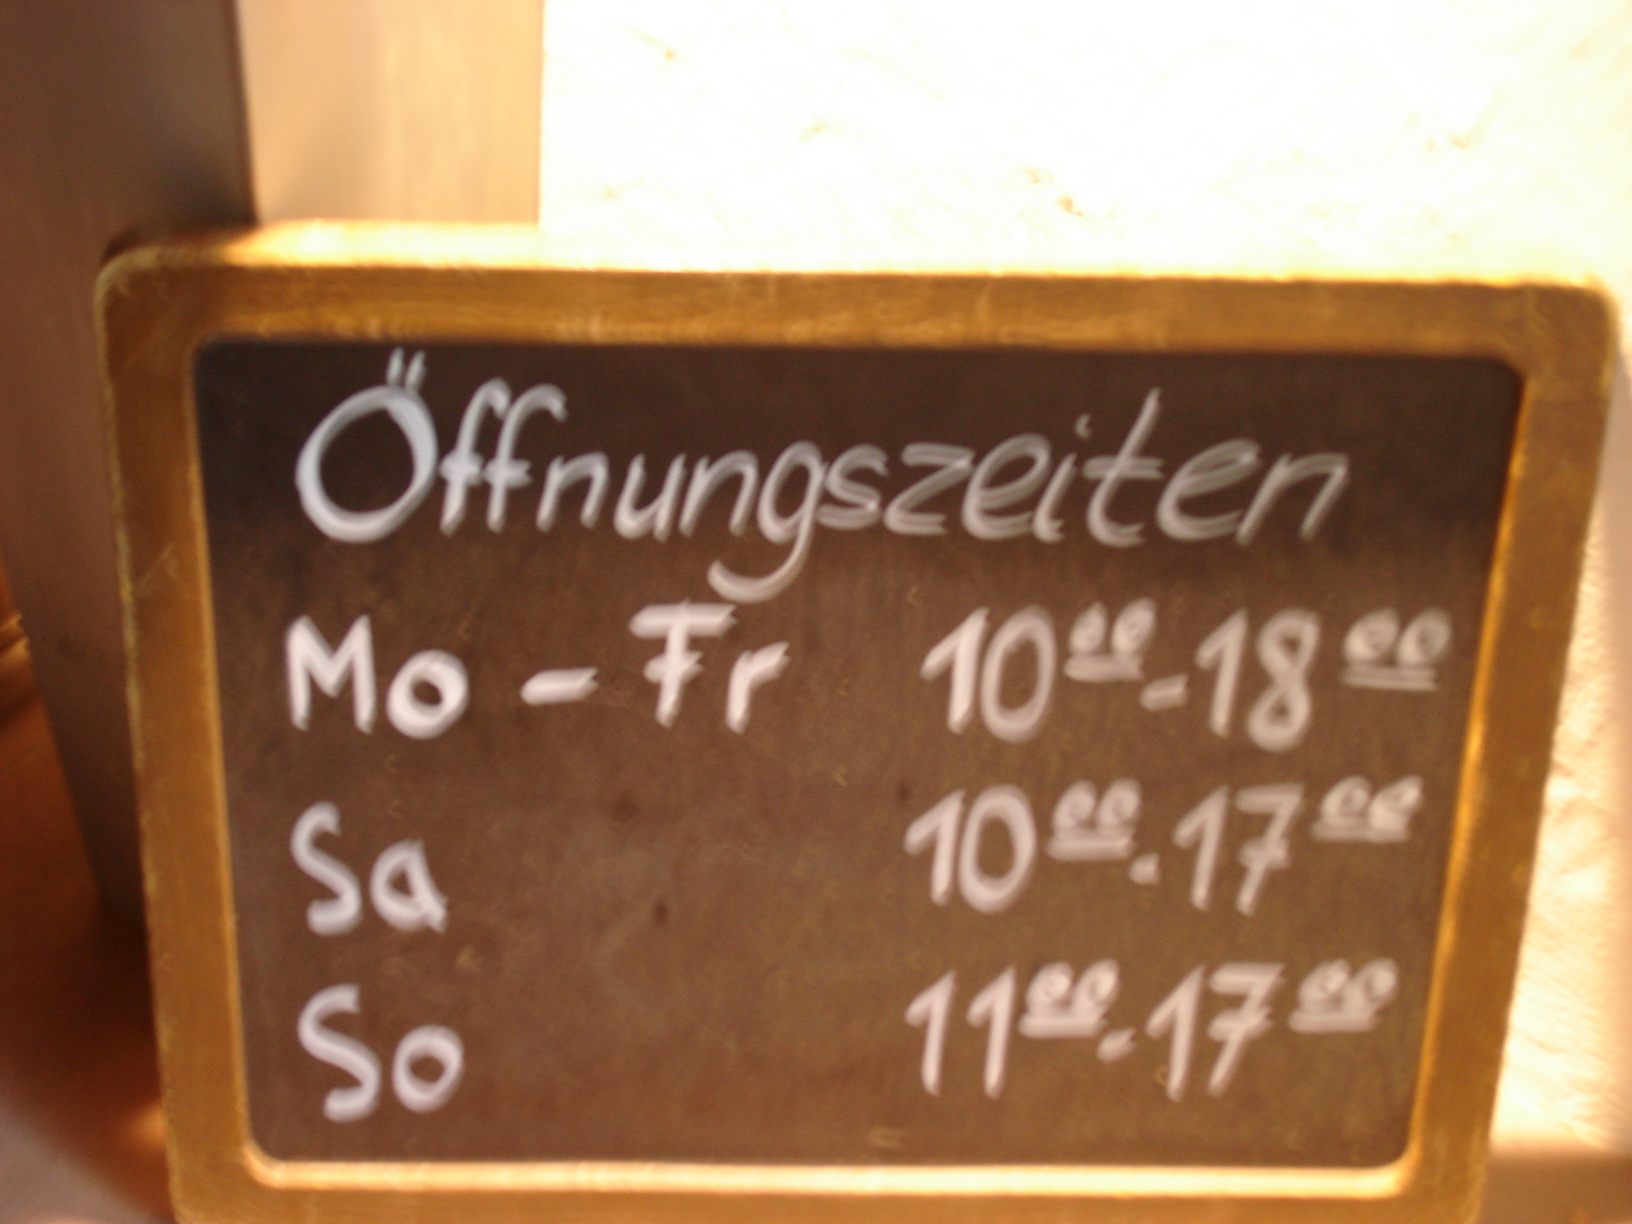 Öffnungszeiten
Mo - Fr 10⁰⁰ - 18⁰⁰
Sa 10⁰⁰ - 17⁰⁰
So 11⁰⁰ - 17⁰⁰